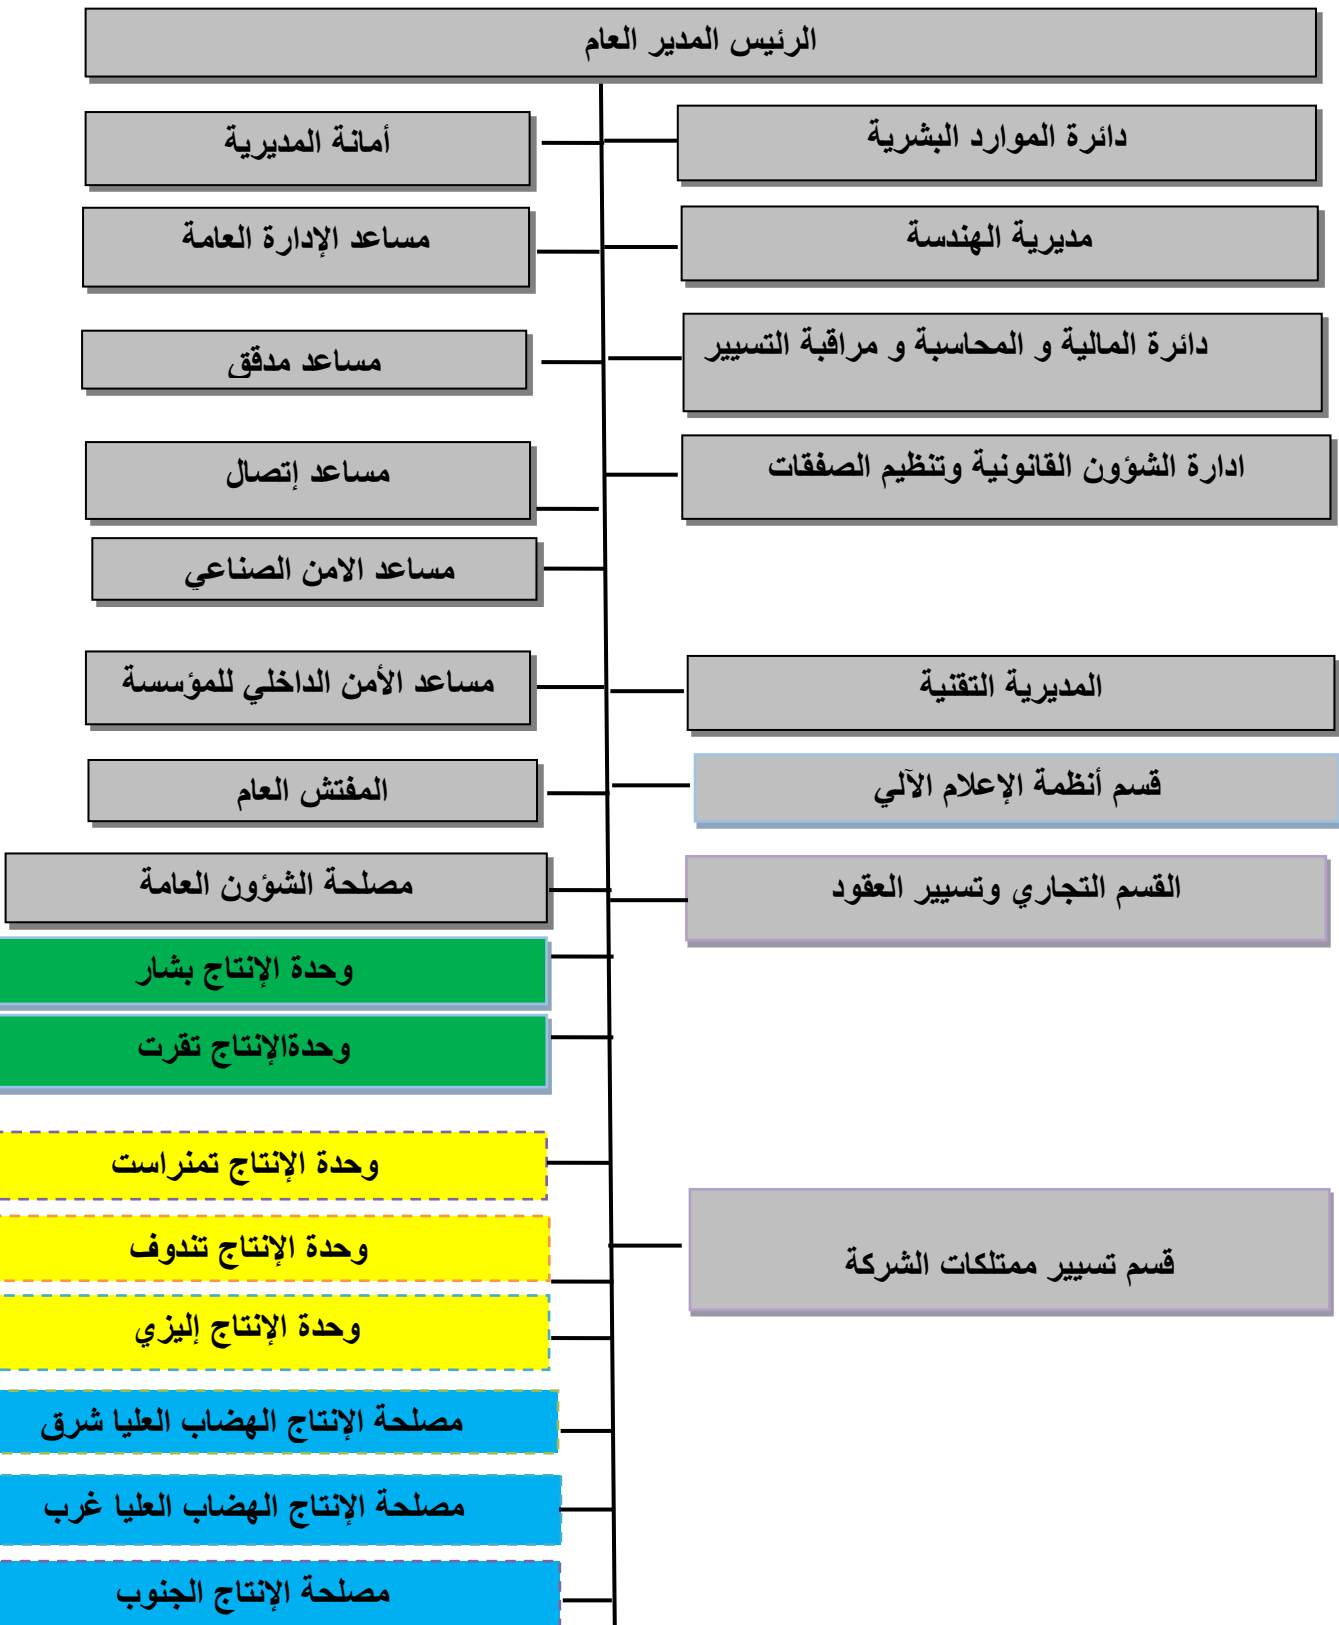 الرئيس المدير العام
دائرة الموارد البشرية
أمانة المديرية
مديرية الهندسة
مساعد الإدارة العامة
دائرة المالية و المحاسبة و مراقبة التسيير
مساعد مدقق
ادارة الشؤون القانونية وتنظيم الصفقات
مساعد إتصال
مساعد الامن الصناعي
المديرية التقنية
مساعد الأمن الداخلي للمؤسسة
قسم أنظمة الإعلام الآلي
المفتش العام
القسم التجاري وتسيير العقود
مصلحة الشؤون العامة
وحدة الإنتاج بشار
وحدةالإنتاج تقرت
وحدة الإنتاج تمنراست
قسم تسيير ممتلكات الشركة
وحدة الإنتاج تندوف
وحدة الإنتاج إليزي
مصلحة الإنتاج الهضاب العليا شرق
مصلحة الإنتاج الهضاب العليا غرب
مصلحة الإنتاج الجنوب